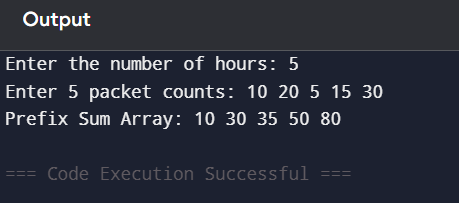 Output
Enter the number of hours: 5
Enter 5 packet counts: 10 20 5 15 30
Prefix Sum Array: 10 30 35 50 80
=== Code Execution Successful ===